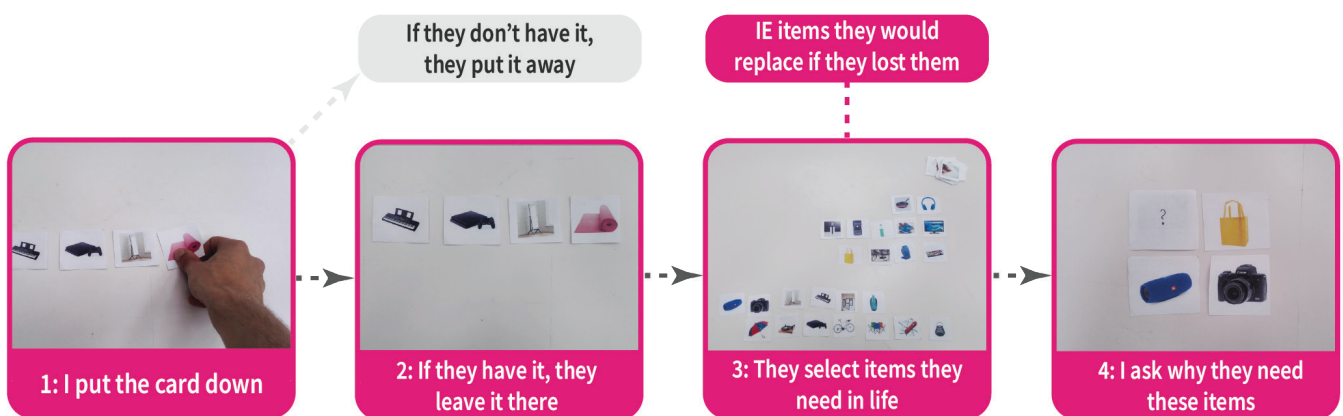 If they don’t have it,
they put it away
IE items they would
replace if they lost them
1: I put the card down
2: If they have it, they
leave it there
3: They select items they
need in life
?
4: I ask why they need
these items